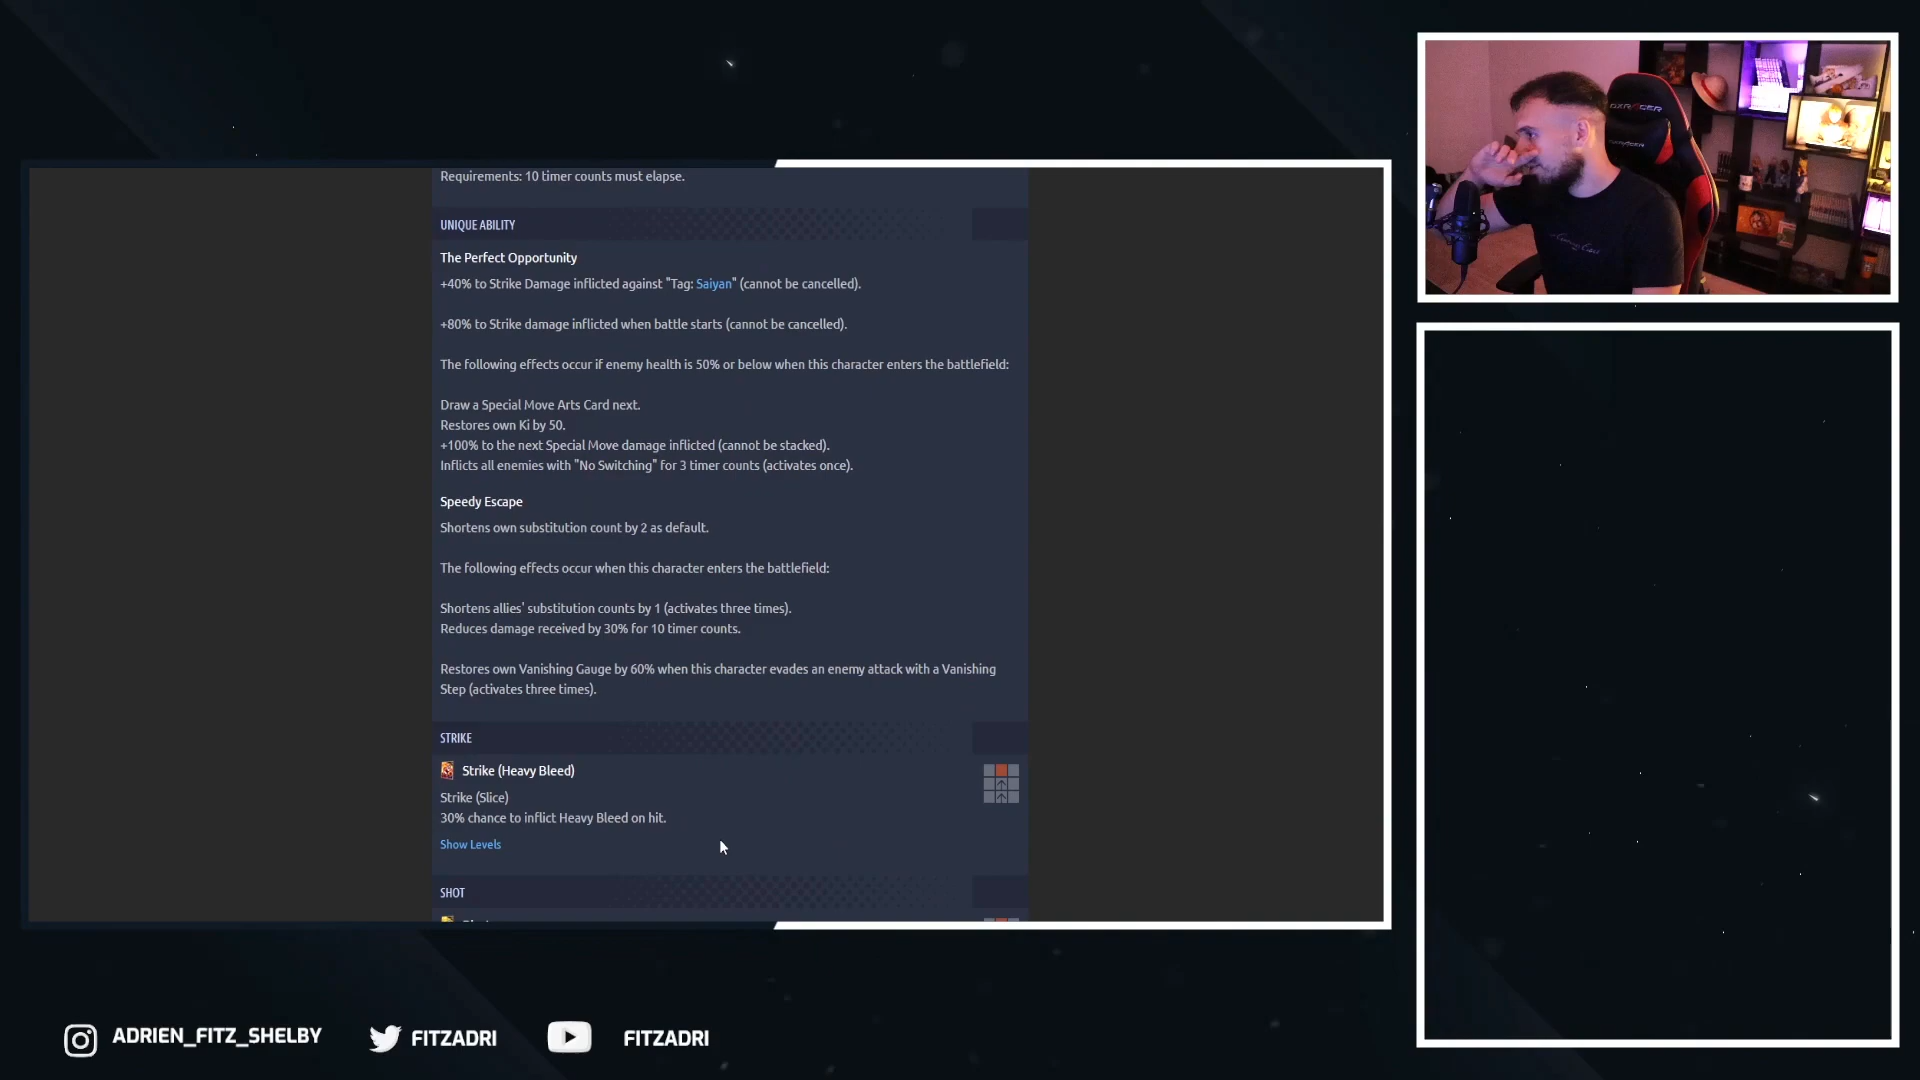 Requirements: 10 timer counts must elapse.
UNIQUE ABILITY
The Perfect Opportunity
+40% to Strike Damage inflicted against "Tag: Saiyan" (cannot be cancelled).
+80% to Strike damage inflicted when battle starts (cannot be cancelled).
The following effects occur if enemy health is 50% or below when this character enters the battlefield:
Draw a Special Move Arts Card next.
Restores own Ki by 50.
+100% to the next Special Move damage inflicted (cannot be stacked).
Inflicts all enemies with "No Switching" for 3 timer counts (activates once).
Speedy Escape
Shortens own substitution count by 2 as default.
The following effects occur when this character enters the battlefield:
Shortens allies' substitution counts by 1 (activates three times).
Reduces damage received by 30% for 10 timer counts.
Restores own Vanishing Gauge by 60% when this character evades an enemy attack with a Vanishing
Step (activates three times).
STRIKE
Strike (Heavy Bleed)
Strike (Slice)
30% chance to inflict Heavy Bleed on hit.
Show Levels
SHOT
ADRIEN_FITZ_SHELBY
FITZADRI
FITZADRI